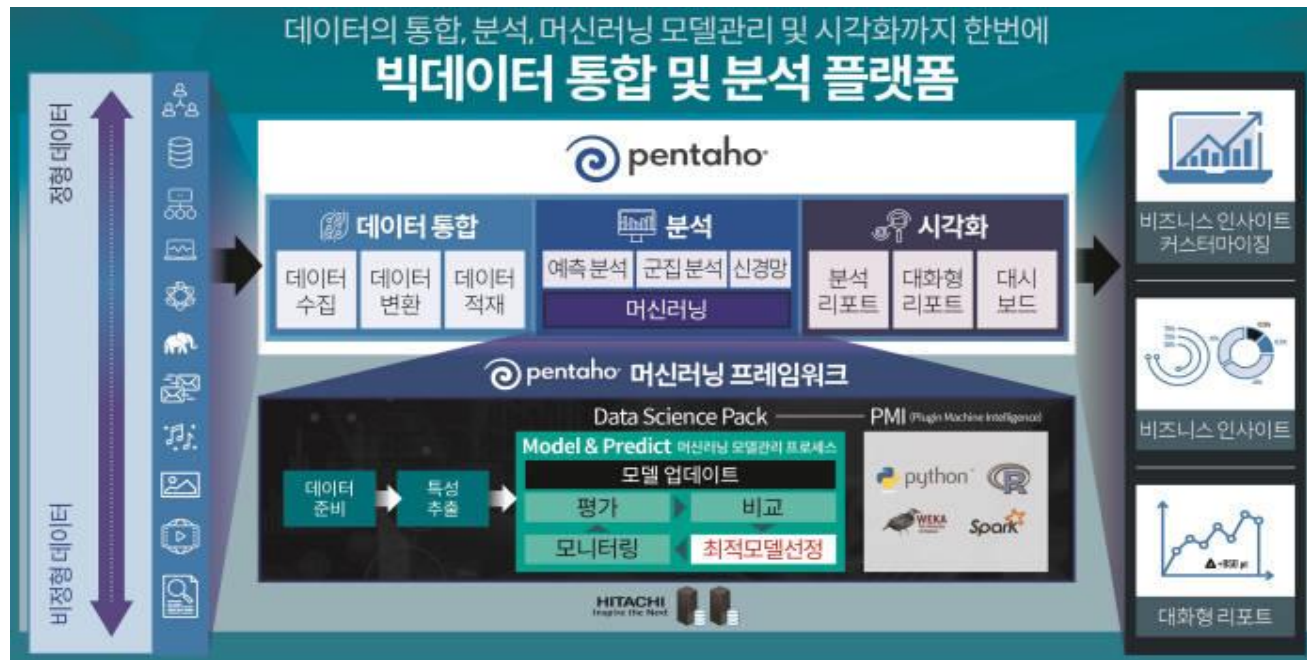 데이터의 통합, 분석, 머신러닝 모델관리 및 시각화까지 한번에
빅데이터 통합 및 분석 플랫폼
정형 데이터
비정형 데이터
pentaho
데이터 통합
데이터
수집
데이터
변환
데이터
적재
분석
예측 분석
군집 분석
신경망
머신러닝
시각화
분석
리포트
대화형
리포트
대시
보드
pentaho 머신러닝 프레임워크
Data Science Pack
PMI (Plugin Machine Intelligence)
Model & Predict 머신러닝 모델관리 프로세스
데이터
준비
특성
추출
모델 업데이트
평가
비교
모니터링
최적모델선정
python
R
WEKA
Spark
HITACHI
Inspire the Next
비즈니스 인사이트
커스터마이징
비즈니스 인사이트
대화형 리포트